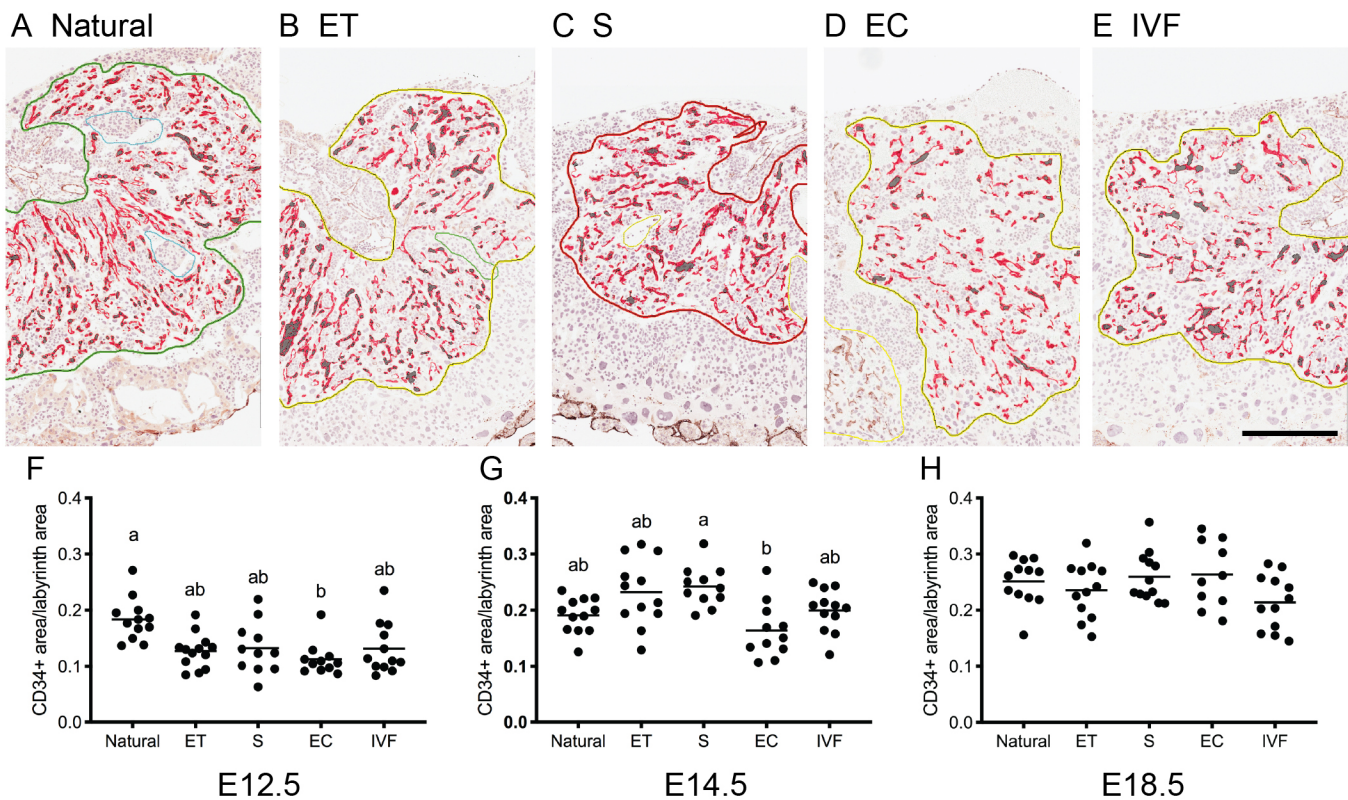 A Natural
B ET
C S
D EC
E IVF
F
CD34+ area/labyrinth area
0.4
0.3
0.2
0.1
0.0
a
ab
ab
b
ab
Natural ET S EC IVF
E12.5
G
CD34+ area/labyrinth area
0.4
0.3
0.2
0.1
0.0
ab
ab
a
b
ab
Natural ET S EC IVF
E14.5
H
CD34+ area/labyrinth area
0.4
0.3
0.2
0.1
0.0
Natural ET S EC IVF
E18.5